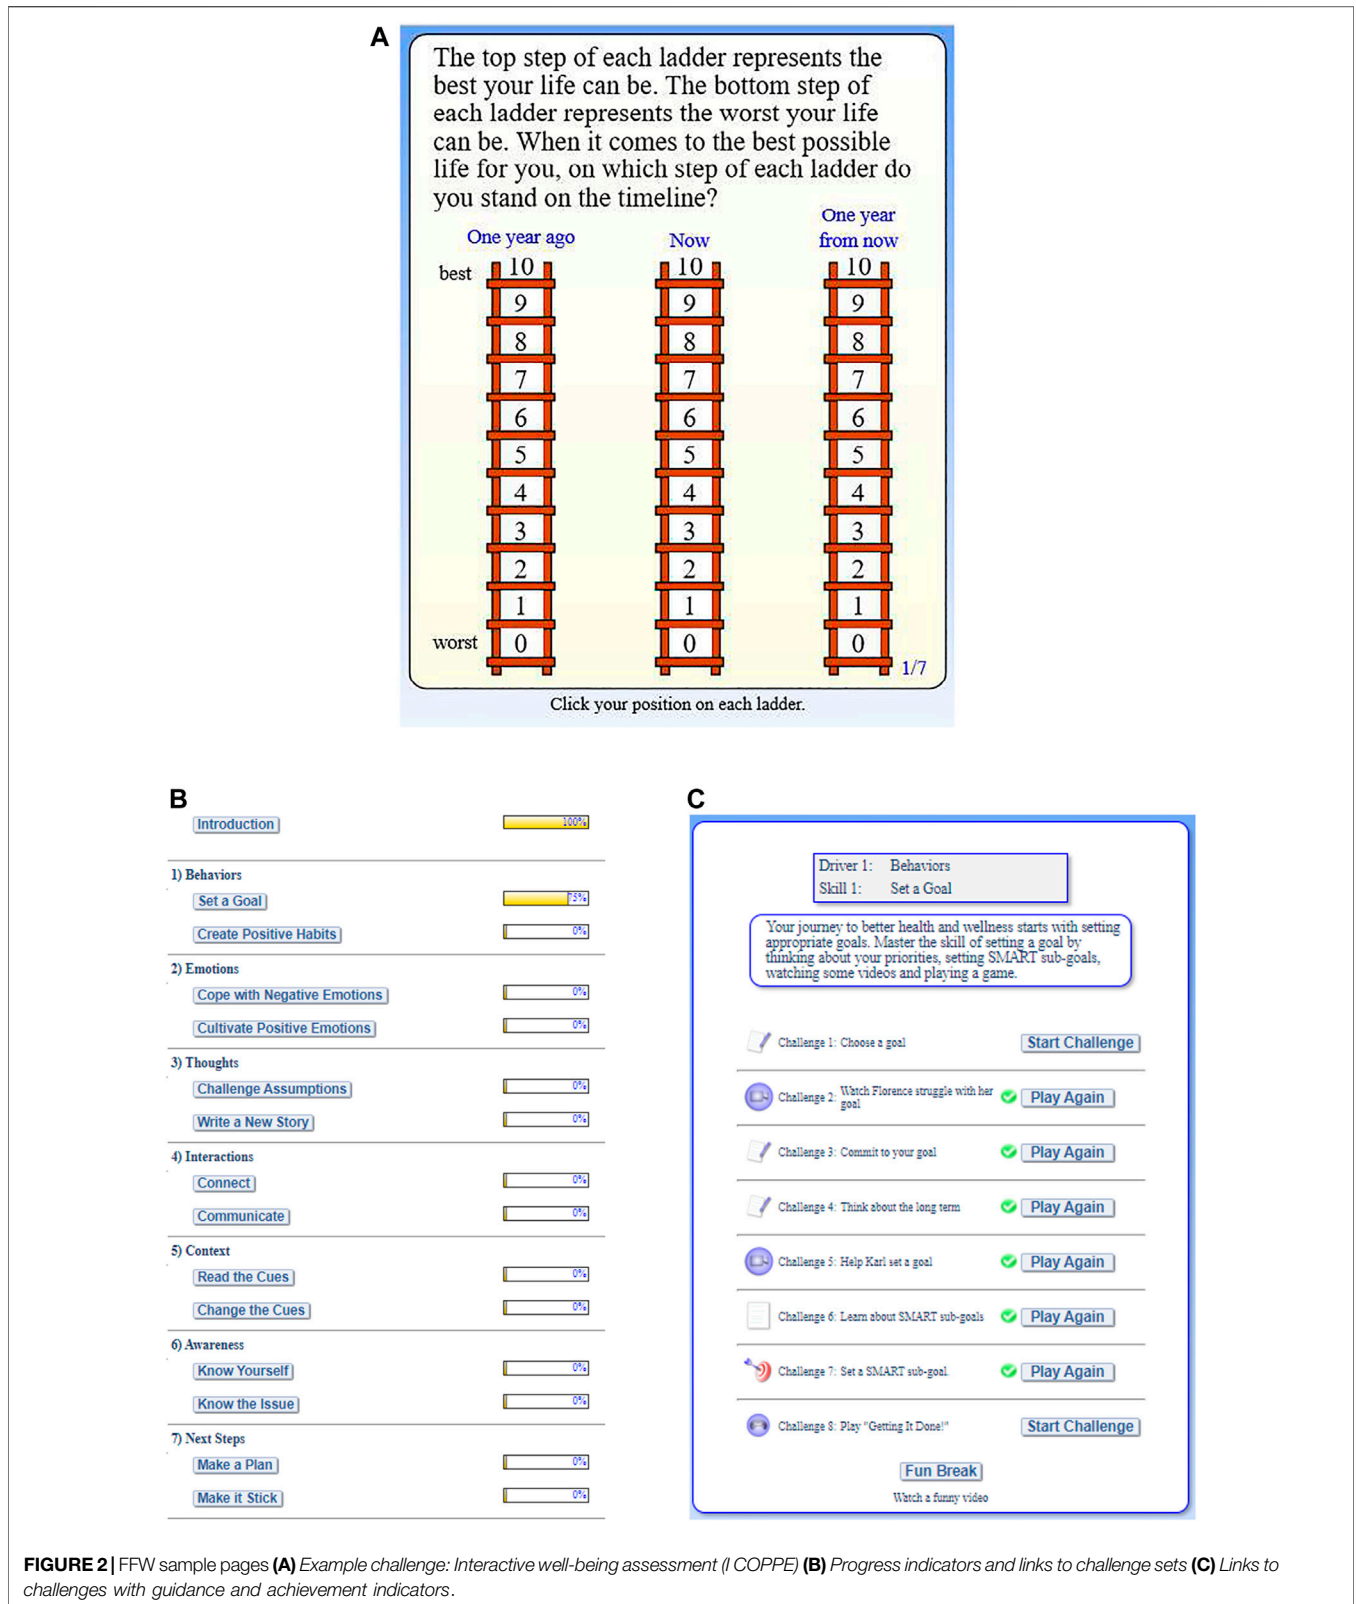 A
The top step of each ladder represents the
best your life can be. The bottom step of
each ladder represents the worst your life
can be. When it comes to the best possible
life for you, on which step of each ladder do
you stand on the timeline?
One year ago
Now
One year
from now
best
10 10 10
9 9 9
8 8 8
7 7 7
6 6 6
5 5 5
4 4 4
3 3 3
2 2 2
1 1 1
worst 0 0 0
1/7
Click your position on each ladder.
B
Introduction 100%
1) Behaviors
Set a Goal 75%
Create Positive Habits 0%
2) Emotions
Cope with Negative Emotions 0%
Cultivate Positive Emotions 0%
3) Thoughts
Challenge Assumptions 0%
Write a New Story 0%
4) Interactions
Connect 0%
Communicate 0%
5) Context
Read the Cues 0%
Change the Cues 0%
6) Awareness
Know Yourself 0%
Know the Issue 0%
7) Next Steps
Make a Plan 0%
Make it Stick 0%
C
Driver 1: Behaviors
Skill 1: Set a Goal
Your journey to better health and wellness starts with setting
appropriate goals. Master the skill of setting a goal by
thinking about your priorities, setting SMART sub-goals,
watching some videos and playing a game.
Challenge 1: Choose a goal Start Challenge
Challenge 2: Watch Florence struggle with her
goal Play Again
Challenge 3: Commit to your goal Play Again
Challenge 4: Think about the long term Play Again
Challenge 5: Help Karl set a goal Play Again
Challenge 6: Learn about SMART sub-goals Play Again
Challenge 7: Set a SMART sub-goal Play Again
Challenge 8: Play "Getting It Done!" Start Challenge
Fun Break
Watch a funny video
FIGURE 2 | FFW sample pages (A) Example challenge: Interactive well-being assessment (I COPPE) (B) Progress indicators and links to challenge sets (C) Links to
challenges with guidance and achievement indicators.